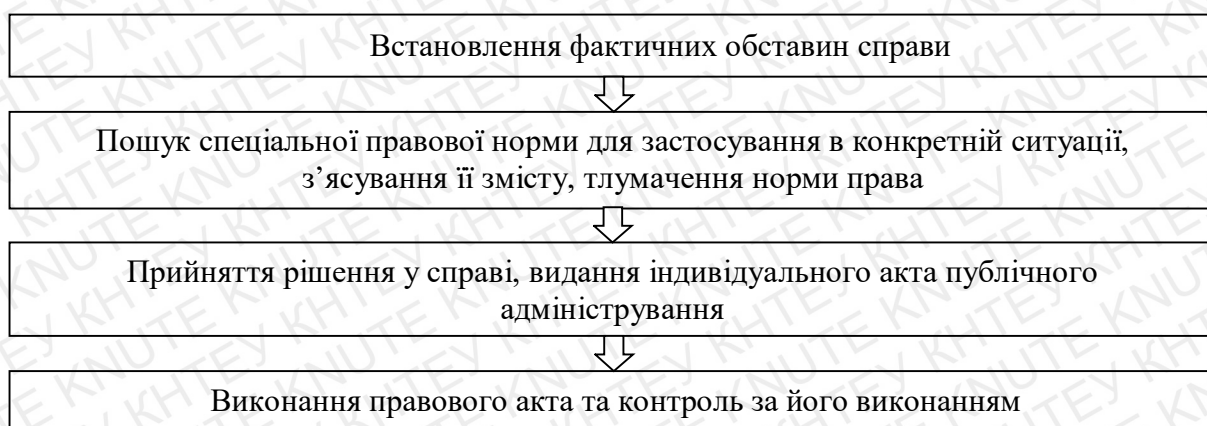 Встановлення фактичних обставин справи
Пошук спеціальної правової норми для застосування в конкретній ситуації,
з’ясування її змісту, тлумачення норми права
Прийняття рішення у справі, видання індивідуального акта публічного
адміністрування
Виконання правового акта та контроль за його виконанням